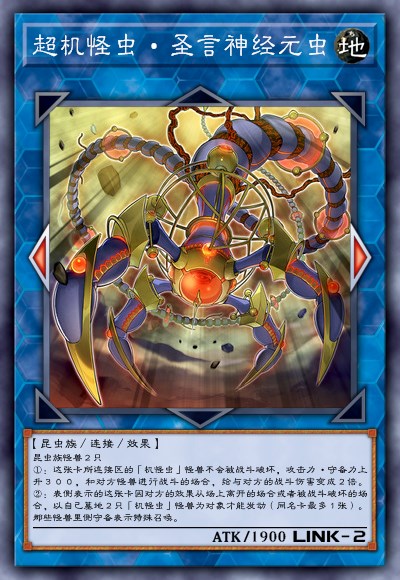 超机怪虫·圣言神经元虫
地
【昆虫族／连接／效果】
昆虫族怪兽2只
①：这张卡所连接区的「机怪虫」怪兽不会被战斗破坏，攻击力·守备力上
升300，和对方怪兽进行战斗的场合，给与对方的战斗伤害变成2倍。
②：表侧表示的这张卡因对方的效果从场上离开的场合或者被战斗破坏的场
合，以自己墓地2只「机怪虫」怪兽为对象才能发动（同名卡最多1张）。
那些怪兽里侧守备表示特殊召唤。
ATK/1900 LINK-2